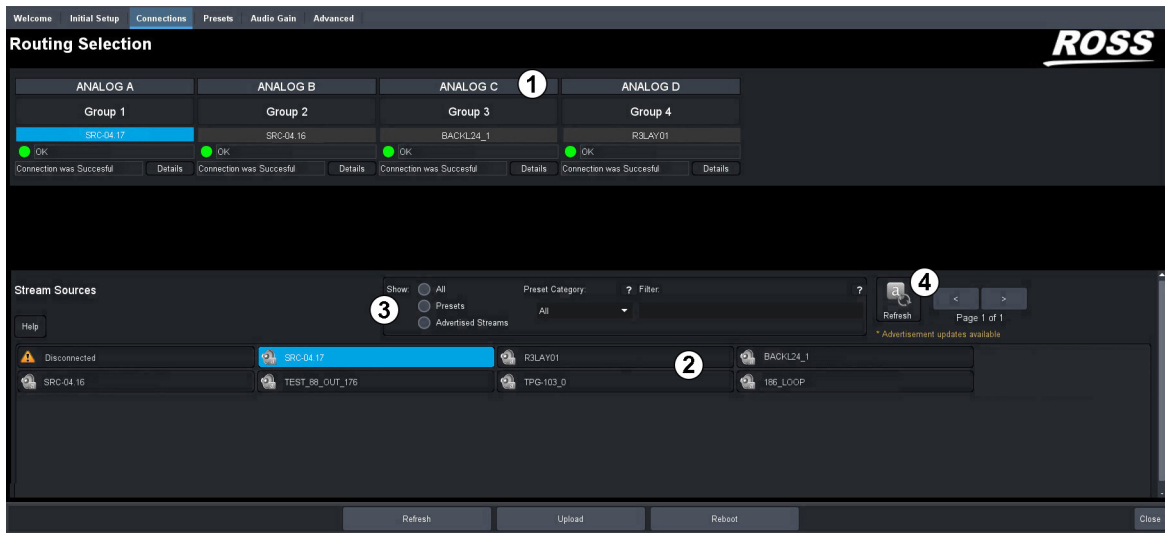 Welcome Initial Setup Connections Presets Audio Gain Advanced
Routing Selection
ROSS
ANALOG A ANALOG B ANALOG C 1 ANALOG D
Group 1 Group 2 Group 3 Group 4
SRC-04.17 SRC-04.16 BACKL24_1 R3LAY01
OK OK OK OK
Connection was Succesful Details Connection was Succesful Details Connection was Succesful Details Connection was Succesful Details
Stream Sources
Show: All Preset Category: ? Filter: ? a 4
3 Presets All < >
Advertised Streams Refresh Page 1 of 1
Help * Advertisement updates available
Disconnected SRC-04.17 R3LAY01 2 BACKL24_1
SRC-04.16 TEST_88_OUT_176 TPG-103_0 186_LOOP
Refresh Upload Reboot Close